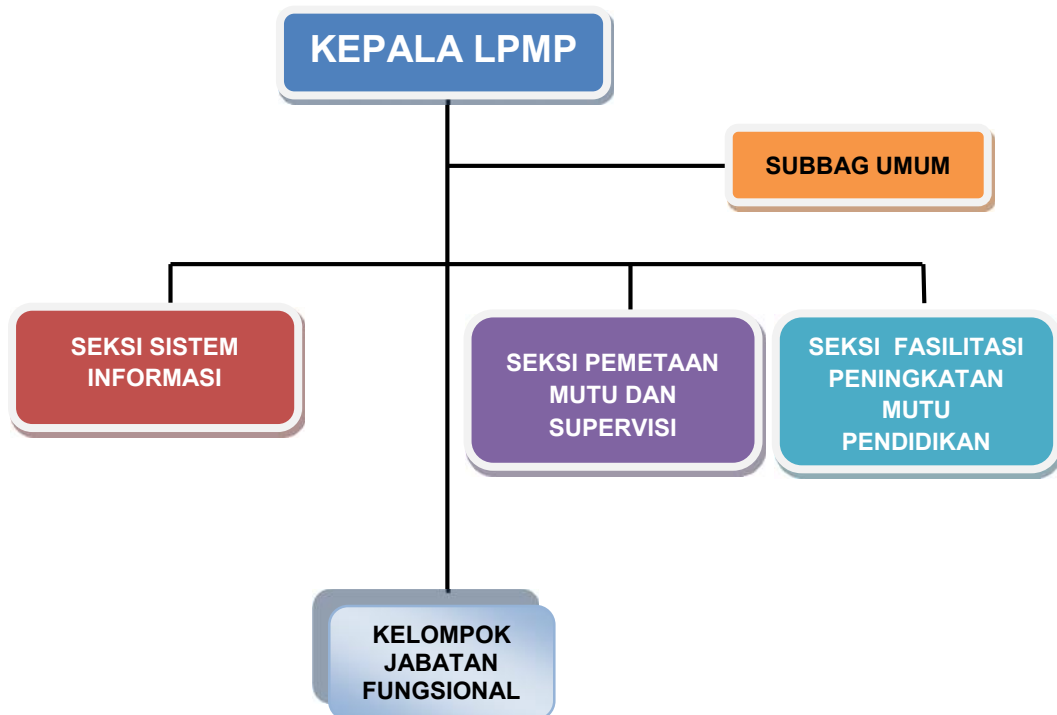 KEPALA LPMP
SUBBAG UMUM
SEKSI SISTEM
INFORMASI
SEKSI PEMETAAN
MUTU DAN
SUPERVISI
SEKSI FASILITASI
PENINGKATAN
MUTU
PENDIDIKAN
KELOMPOK
JABATAN
FUNGSIONAL